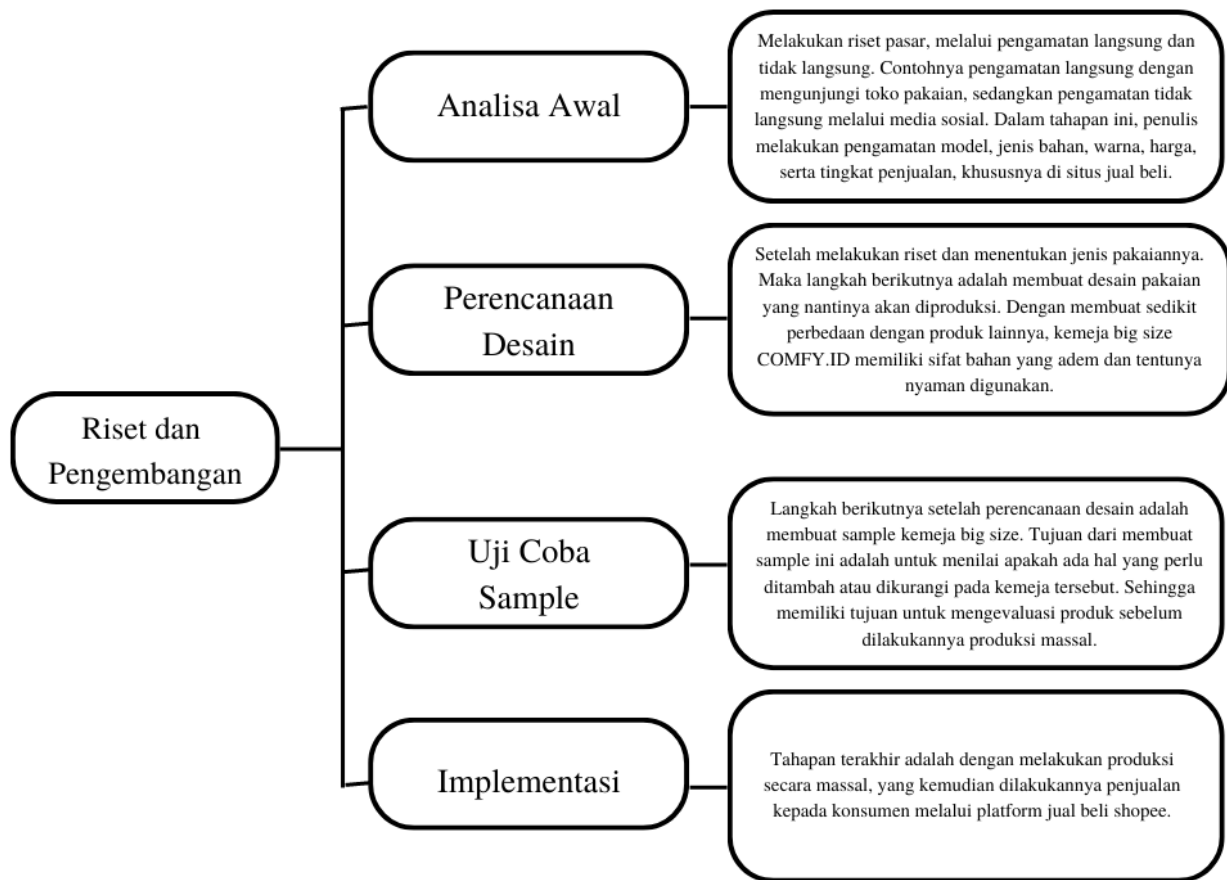 Riset dan
Pengembangan
Analisa Awal
Melakukan riset pasar, melalui pengamatan langsung dan
tidak langsung. Contohnya pengamatan langsung dengan
mengunjungi toko pakaian, sedangkan pengamatan tidak
langsung melalui media sosial. Dalam tahapan ini, penulis
melakukan pengamatan model, jenis bahan, warna, harga,
serta tingkat penjualan, khususnya di situs jual beli.
Perencanaan
Desain
Setelah melakukan riset dan menentukan jenis pakaiannya.
Maka langkah berikutnya adalah membuat desain pakaian
yang nantinya akan diproduksi. Dengan membuat sedikit
perbedaan dengan produk lainnya, kemeja big size
COMFY.ID memiliki sifat bahan yang adem dan tentunya
nyaman digunakan.
Uji Coba
Sample
Langkah berikutnya setelah perencanaan desain adalah
membuat sample kemeja big size. Tujuan dari membuat
sample ini adalah untuk menilai apakah ada hal yang perlu
ditambah atau dikurangi pada kemeja tersebut. Sehingga
memiliki tujuan untuk mengevaluasi produk sebelum
dilakukannya produksi massal.
Implementasi
Tahapan terakhir adalah dengan melakukan produksi
secara massal, yang kemudian dilakukannya penjualan
kepada konsumen melalui platform jual beli shopee.